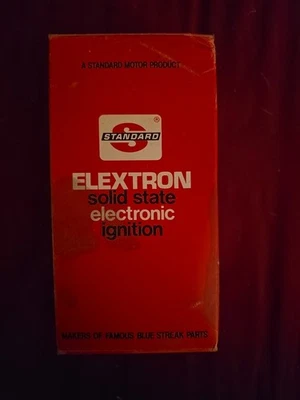 A STANDARD MOTOR PRODUCT
S
®
STANDARD
ELEXTRON
solid state
electronic
ignition
MAKERS OF FAMOUS BLUE STREAK PARTS